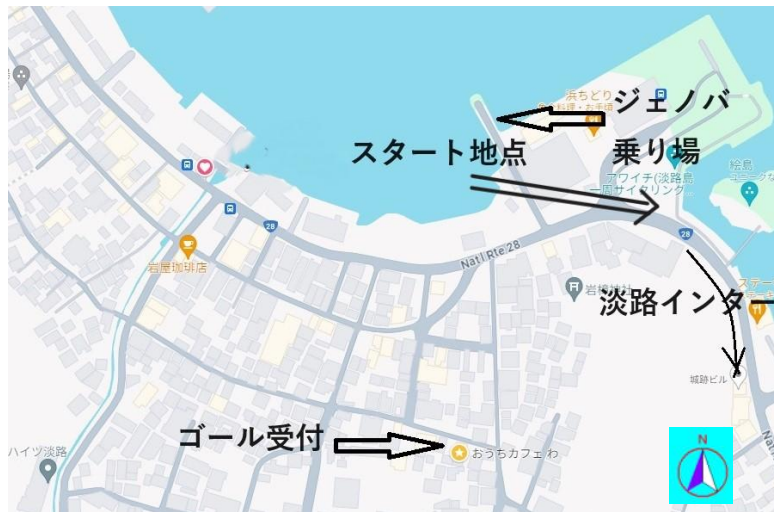 浜ちどり
ジェノバ
スタート地点
乗り場
アワイチ(淡路島
一周サイクリング
絵島
28
Nat'l Rte 28
28
岩屋珈琲店
淡路インター
城跡ビル
ゴール受付
おうちカフェ わ
ハイツ淡路
N